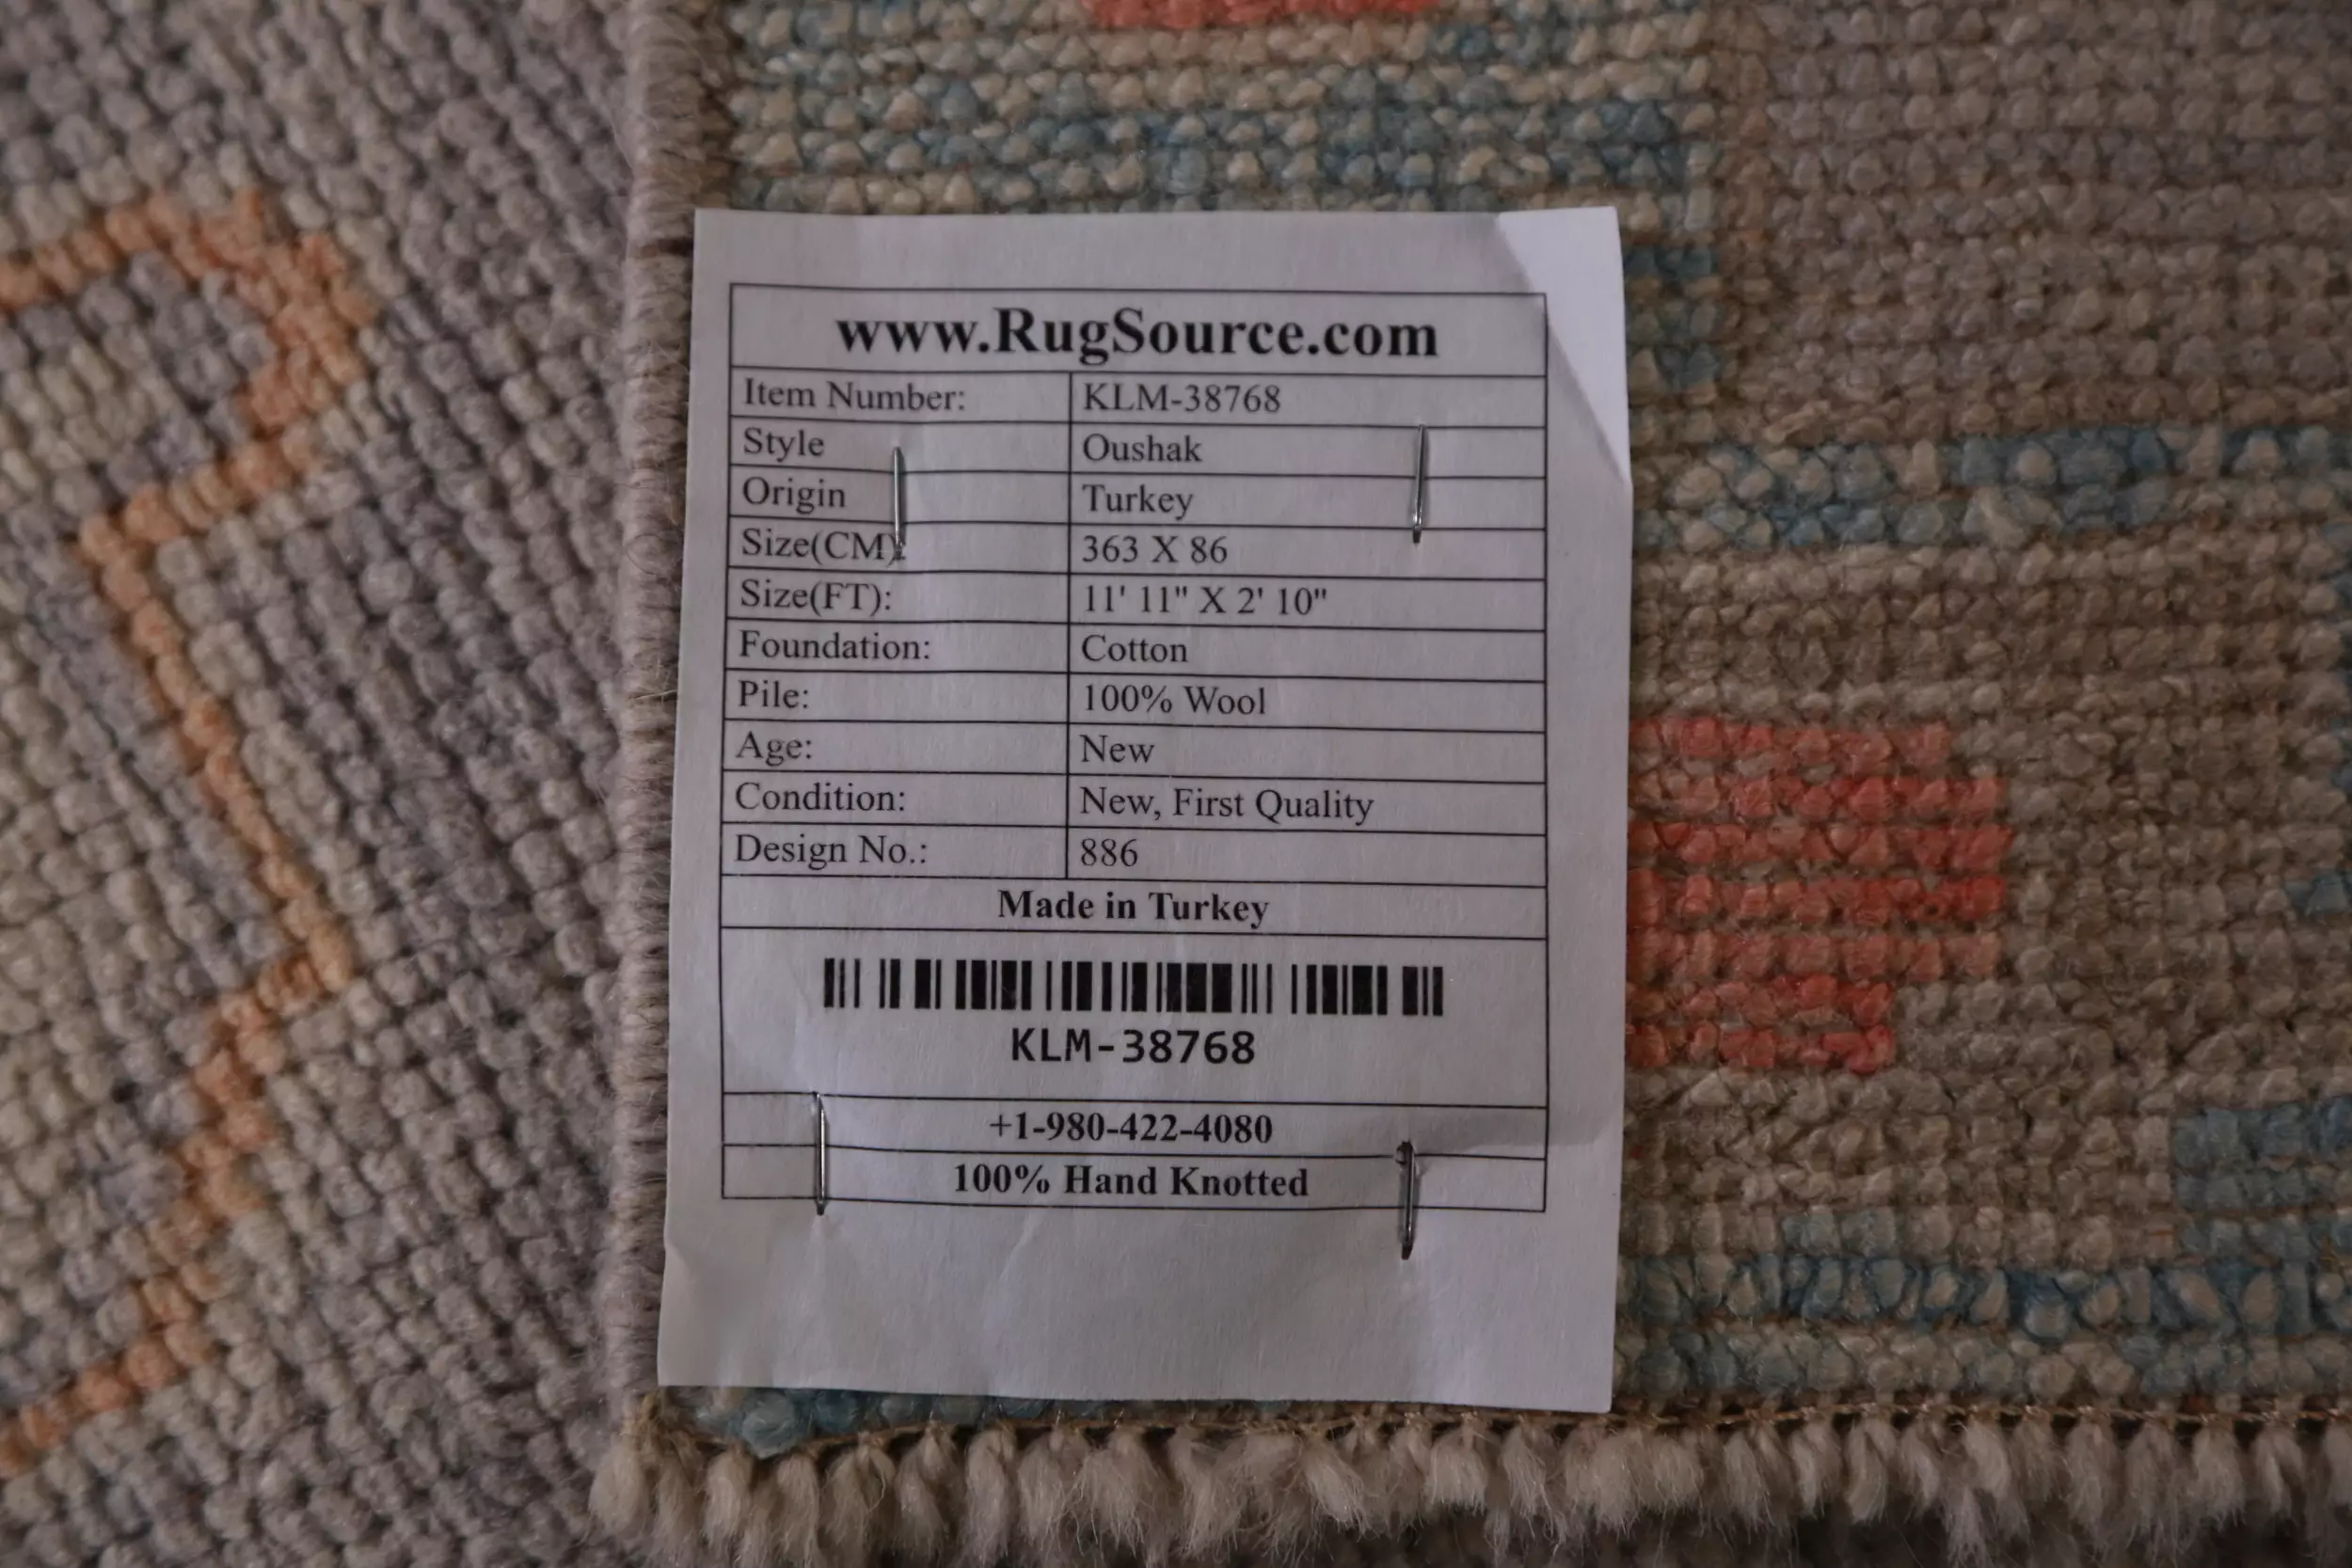 www.RugSource.com
Item Number: KLM-38768
Style Oushak
Origin Turkey
Size(CM): 363 X 86
Size(FT): 11' 11" X 2' 10"
Foundation: Cotton
Pile: 100% Wool
Age: New
Condition: New, First Quality
Design No.: 886
Made in Turkey
KLM-38768
+1-980-422-4080
100% Hand Knotted